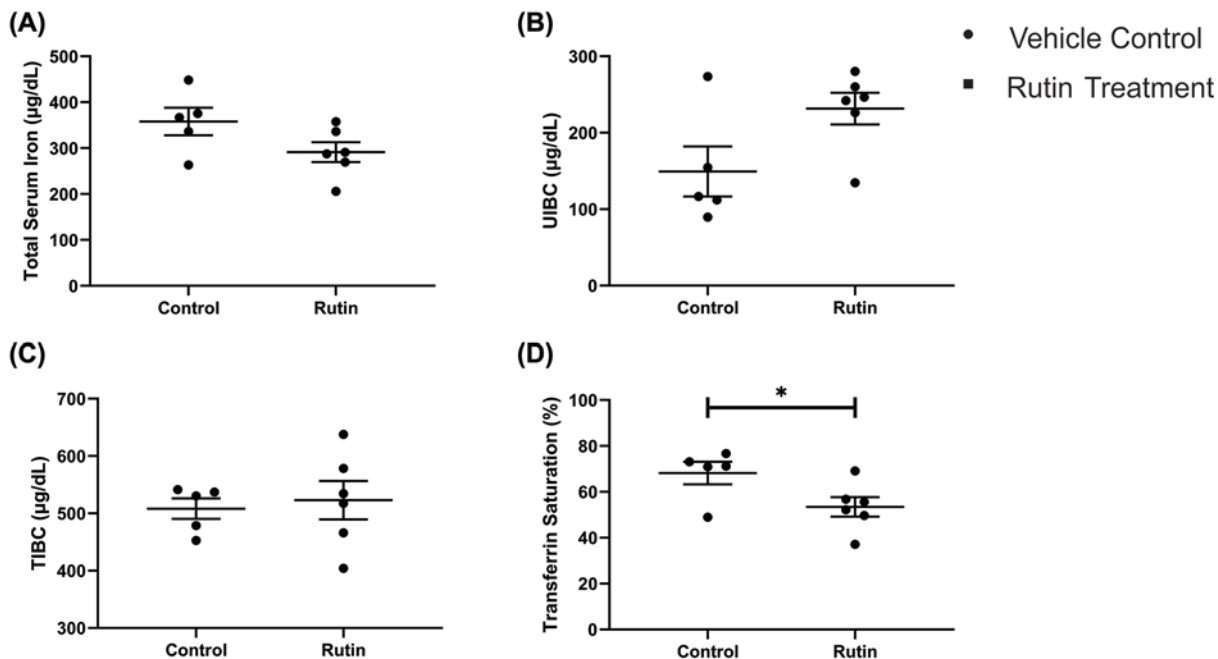 (A)
Total Serum Iron (µg/dL)
500
400
300
200
100
0
Control Rutin
(B)
UIBC (µg/dL)
300
200
100
0
Control Rutin
Vehicle Control
Rutin Treatment
(C)
TIBC (µg/dL)
700
600
500
400
300
Control Rutin
(D)
Transferrin Saturation (%)
100
80
60
40
20
0
*
Control Rutin